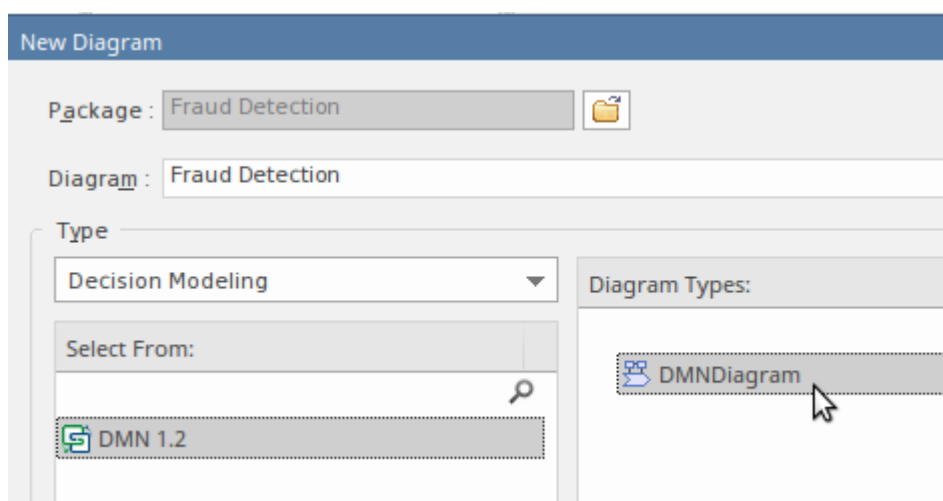 New Diagram
Package : Fraud Detection
Diagram : Fraud Detection
Type
Decision Modeling
Diagram Types:
Select From:
DMNDiagram
DMN 1.2